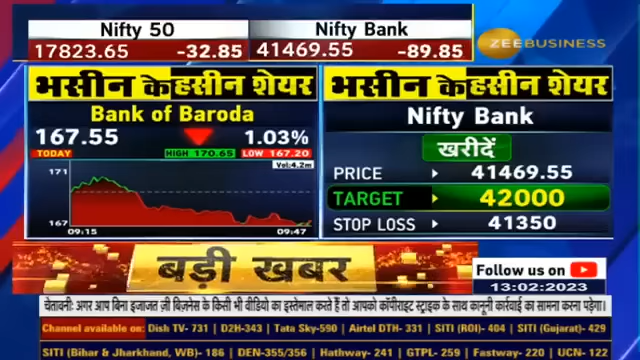 Nifty 50
17823.65 -32.85
Nifty Bank
41469.55 -89.85
ZEEBUSINESS
भसीन के हसीन शेयर
Bank of Baroda
167.55 1.03%
TODAY HIGH 170.65 LOW 167.20
Vol:4.2m
171
167
09:15 09:47
भसीन के हसीन शेयर
Nifty Bank
खरीदें
PRICE 41469.55
TARGET 42000
STOP LOSS 41350
बड़ी खबर
Follow us on
13:02:2023
चेतावनी: अगर आप बिना इजाजत ज़ी बिज़नेस के किसी भी वीडियो का इस्तेमाल करते हैं तो आपको कॉपीराइट स्ट्राइक के साथ कानूनी कार्रवाई का सामना करना पड़ेगा.
Channel available on: Dish TV- 731 | D2H-343 | Tata Sky-590 | Airtel DTH- 331 | SITI (ROI)- 404 | SITI (Gujarat)- 429
SITI (Bihar & Jharkhand, WB)- 186 | DEN-355/356 | Hathway- 241 | GTPL- 259 | Fastway- 220 | UCN- 122